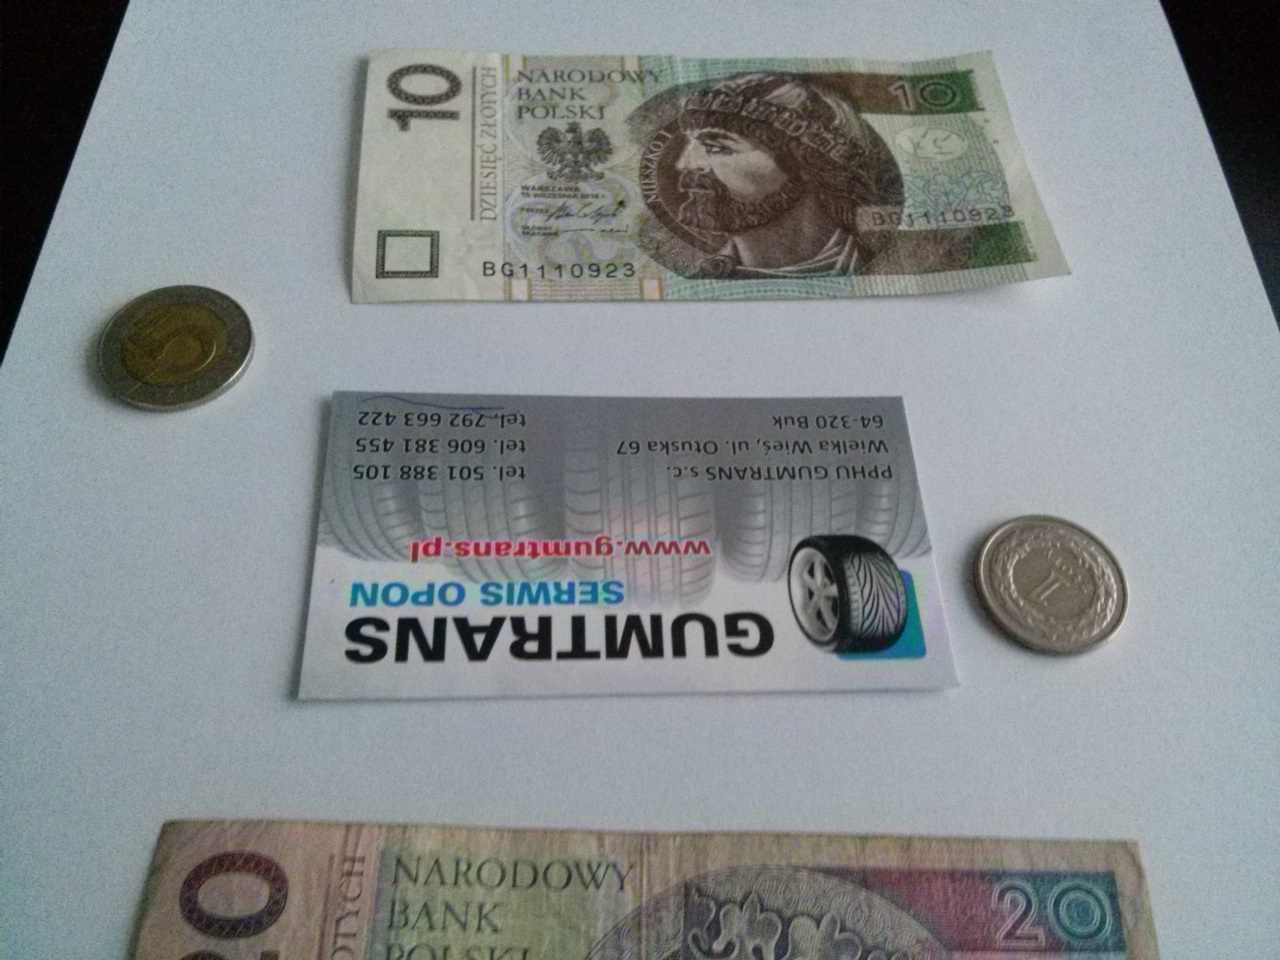 10
DZIESIĘĆ ZŁOTYCH
NARODOWY
BANK
POLSKI
WARSZAWA
MIESZKO I
10
BG1110923
BG1110923
5
GUMTRANS
SERWIS OPON
www.gumtrans.pl
PPHU GUMTRANS s.c.
Wielka Wieś, ul. Otuska 67
64-320 Buk
tel. 501 388 105
tel. 606 381 455
tel. 792 663 422
1
20
NARODOWY
BANK
POLSKI
20